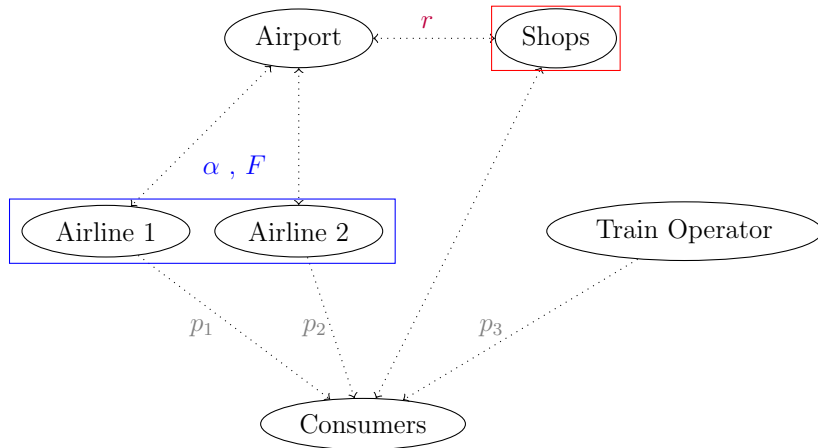 Airport
r
Shops
α , F
Airline 1
Airline 2
Train Operator
p₁
p₂
p₃
Consumers